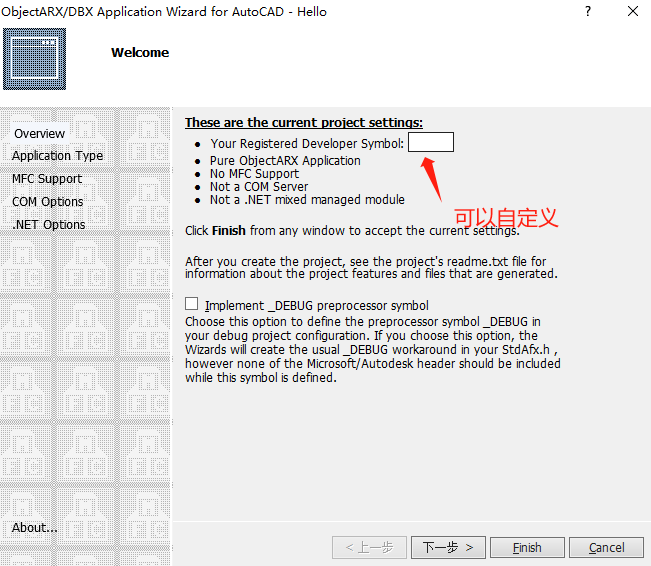 ObjectARX/DBX Application Wizard for AutoCAD - Hello
Welcome
Overview
Application Type
MFC Support
COM Options
.NET Options
About...
These are the current project settings:
Your Registered Developer Symbol:
Pure ObjectARX Application
No MFC Support
Not a COM Server
Not a .NET mixed managed module
可以自定义
Click Finish from any window to accept the current settings.
After you create the project, see the project's readme.txt file for
information about the project features and files that are generated.
Implement _DEBUG preprocessor symbol
Choose this option to define the preprocessor symbol _DEBUG in
your debug project configuration. If you choose this option, the
Wizards will create the usual _DEBUG workaround in your StdAfx.h ,
however none of the Microsoft/Autodesk header should be included
while this symbol is defined.
< 上一步 下一步 > Finish Cancel